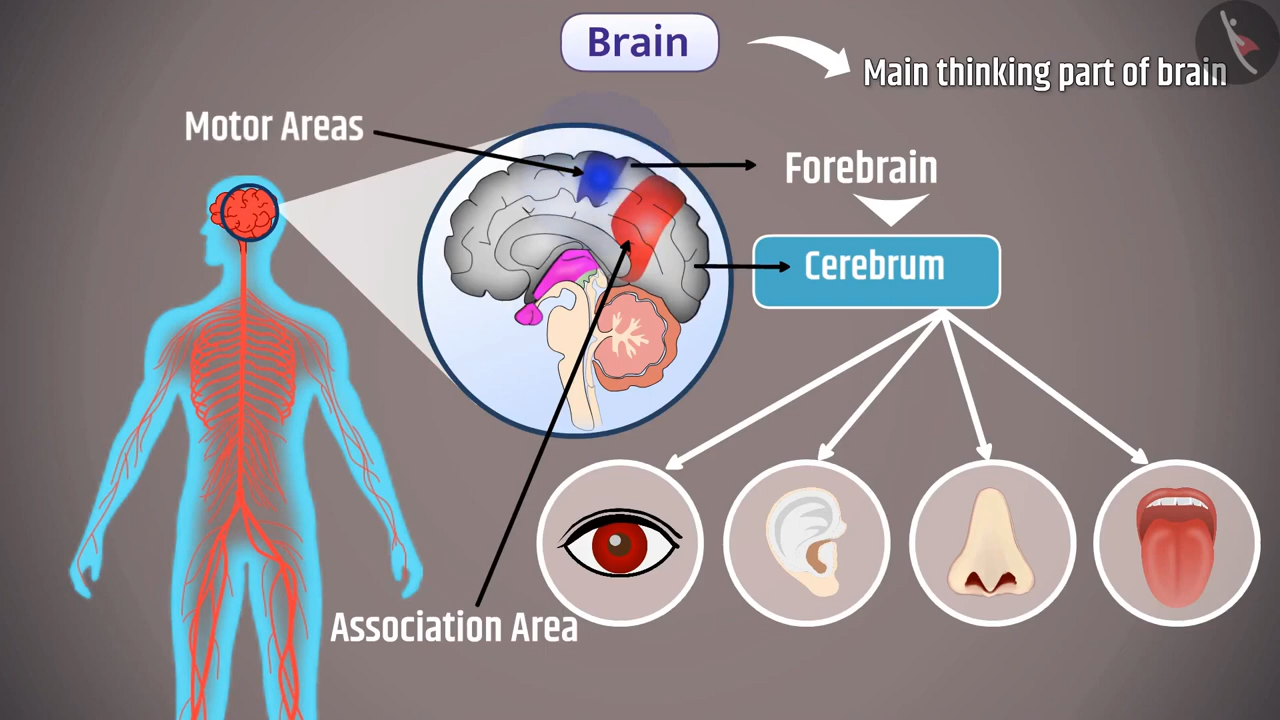 Brain
Main thinking part of brain
Motor Areas
Forebrain
Cerebrum
Association Area